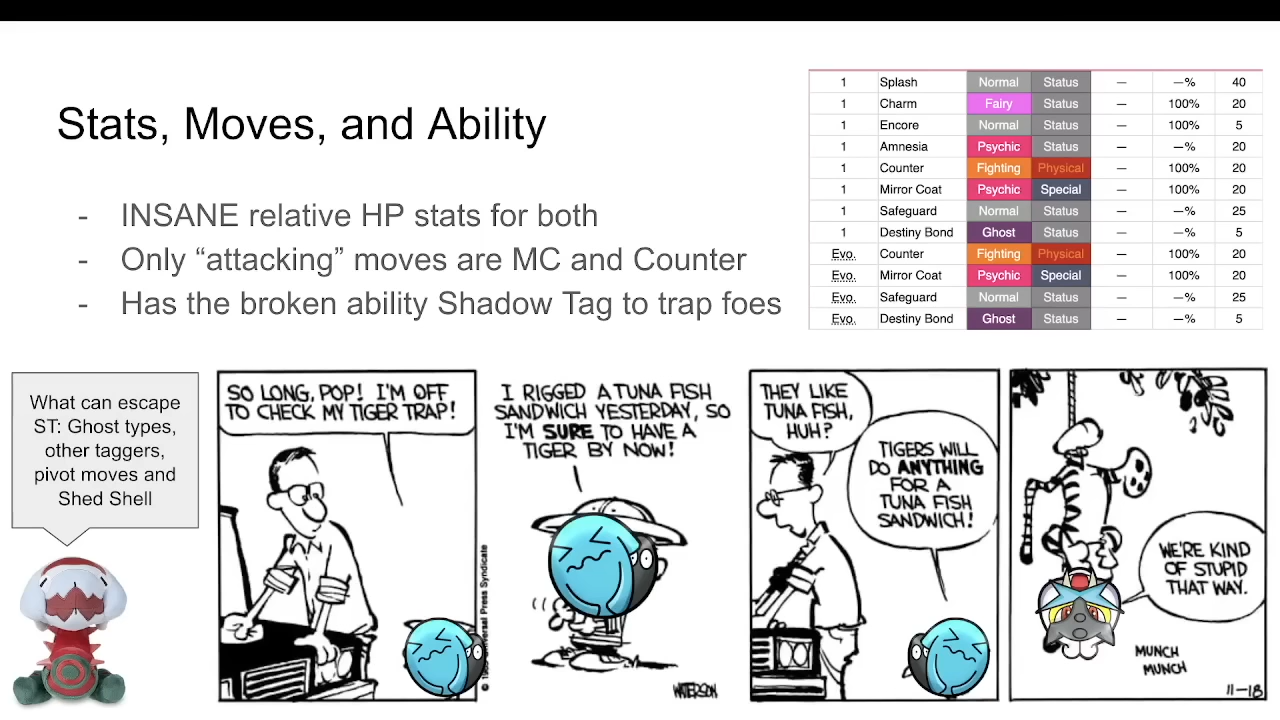 Stats, Moves, and Ability
- INSANE relative HP stats for both
- Only “attacking” moves are MC and Counter
- Has the broken ability Shadow Tag to trap foes
1 Splash Normal Status — —% 40
1 Charm Fairy Status — 100% 20
1 Encore Normal Status — 100% 5
1 Amnesia Psychic Status — —% 20
1 Counter Fighting Physical — 100% 20
1 Mirror Coat Psychic Special — 100% 20
1 Safeguard Normal Status — —% 25
1 Destiny Bond Ghost Status — —% 5
Evo. Counter Fighting Physical — 100% 20
Evo. Mirror Coat Psychic Special — 100% 20
Evo. Safeguard Normal Status — —% 25
Evo. Destiny Bond Ghost Status — —% 5
What can escape
ST: Ghost types,
other taggers,
pivot moves and
Shed Shell
SO LONG, POP! I'M OFF
TO CHECK MY TIGER TRAP!
I RIGGED A TUNA FISH
SANDWICH YESTERDAY, SO
I'M SURE TO HAVE A
TIGER BY NOW!
WATERSON
THEY LIKE
TUNA FISH,
HUH?
TIGERS WILL
DO ANYTHING
FOR A
TUNA FISH
SANDWICH!
WE'RE KIND
OF STUPID
THAT WAY.
MUNCH
MUNCH
11-18
Press Syndicate